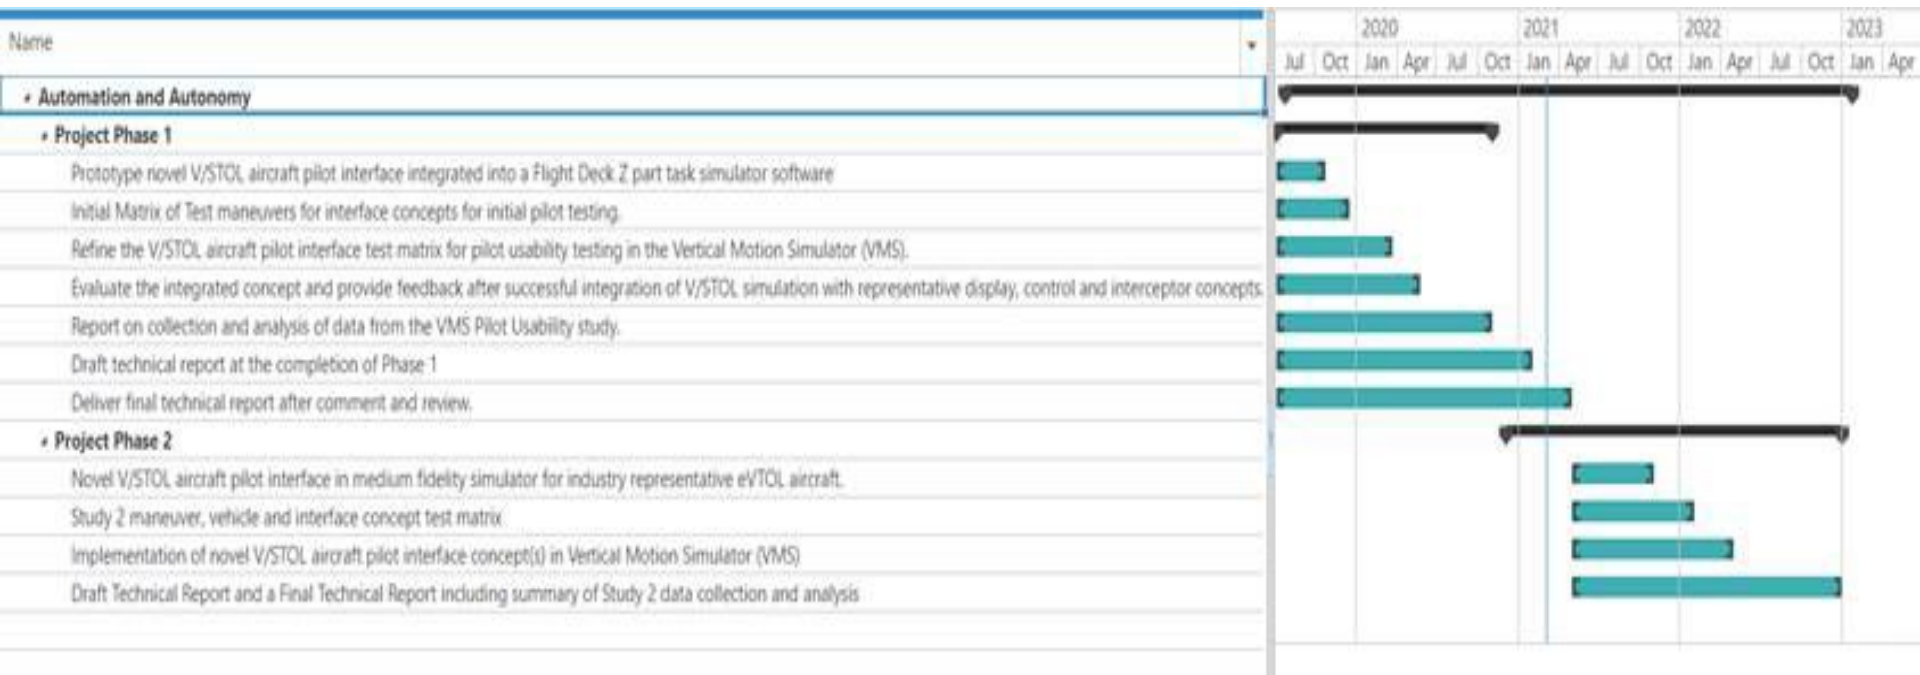 Name
2020 2021 2022 2023
Jul Oct Jan Apr Jul Oct Jan Apr Jul Oct Jan Apr Jul Oct Jan Apr
Automation and Autonomy
Project Phase 1
Prototype novel V/STOL aircraft pilot interface integrated into a Flight Deck Z part task simulator software
Initial Matrix of Test maneuvers for interface concepts for initial pilot testing.
Refine the V/STOL aircraft pilot interface test matrix for pilot usability testing in the Vertical Motion Simulator (VMS).
Evaluate the integrated concept and provide feedback after successful integration of V/STOL simulation with representative display, control and interceptor concepts.
Report on collection and analysis of data from the VMS Pilot Usability study.
Draft technical report at the completion of Phase 1
Deliver final technical report after comment and review.
Project Phase 2
Novel V/STOL aircraft pilot interface in medium fidelity simulator for industry representative eVTOL aircraft.
Study 2 maneuver, vehicle and interface concept test matrix
Implementation of novel V/STOL aircraft pilot interface concept(s) in Vertical Motion Simulator (VMS)
Draft Technical Report and a Final Technical Report including summary of Study 2 data collection and analysis